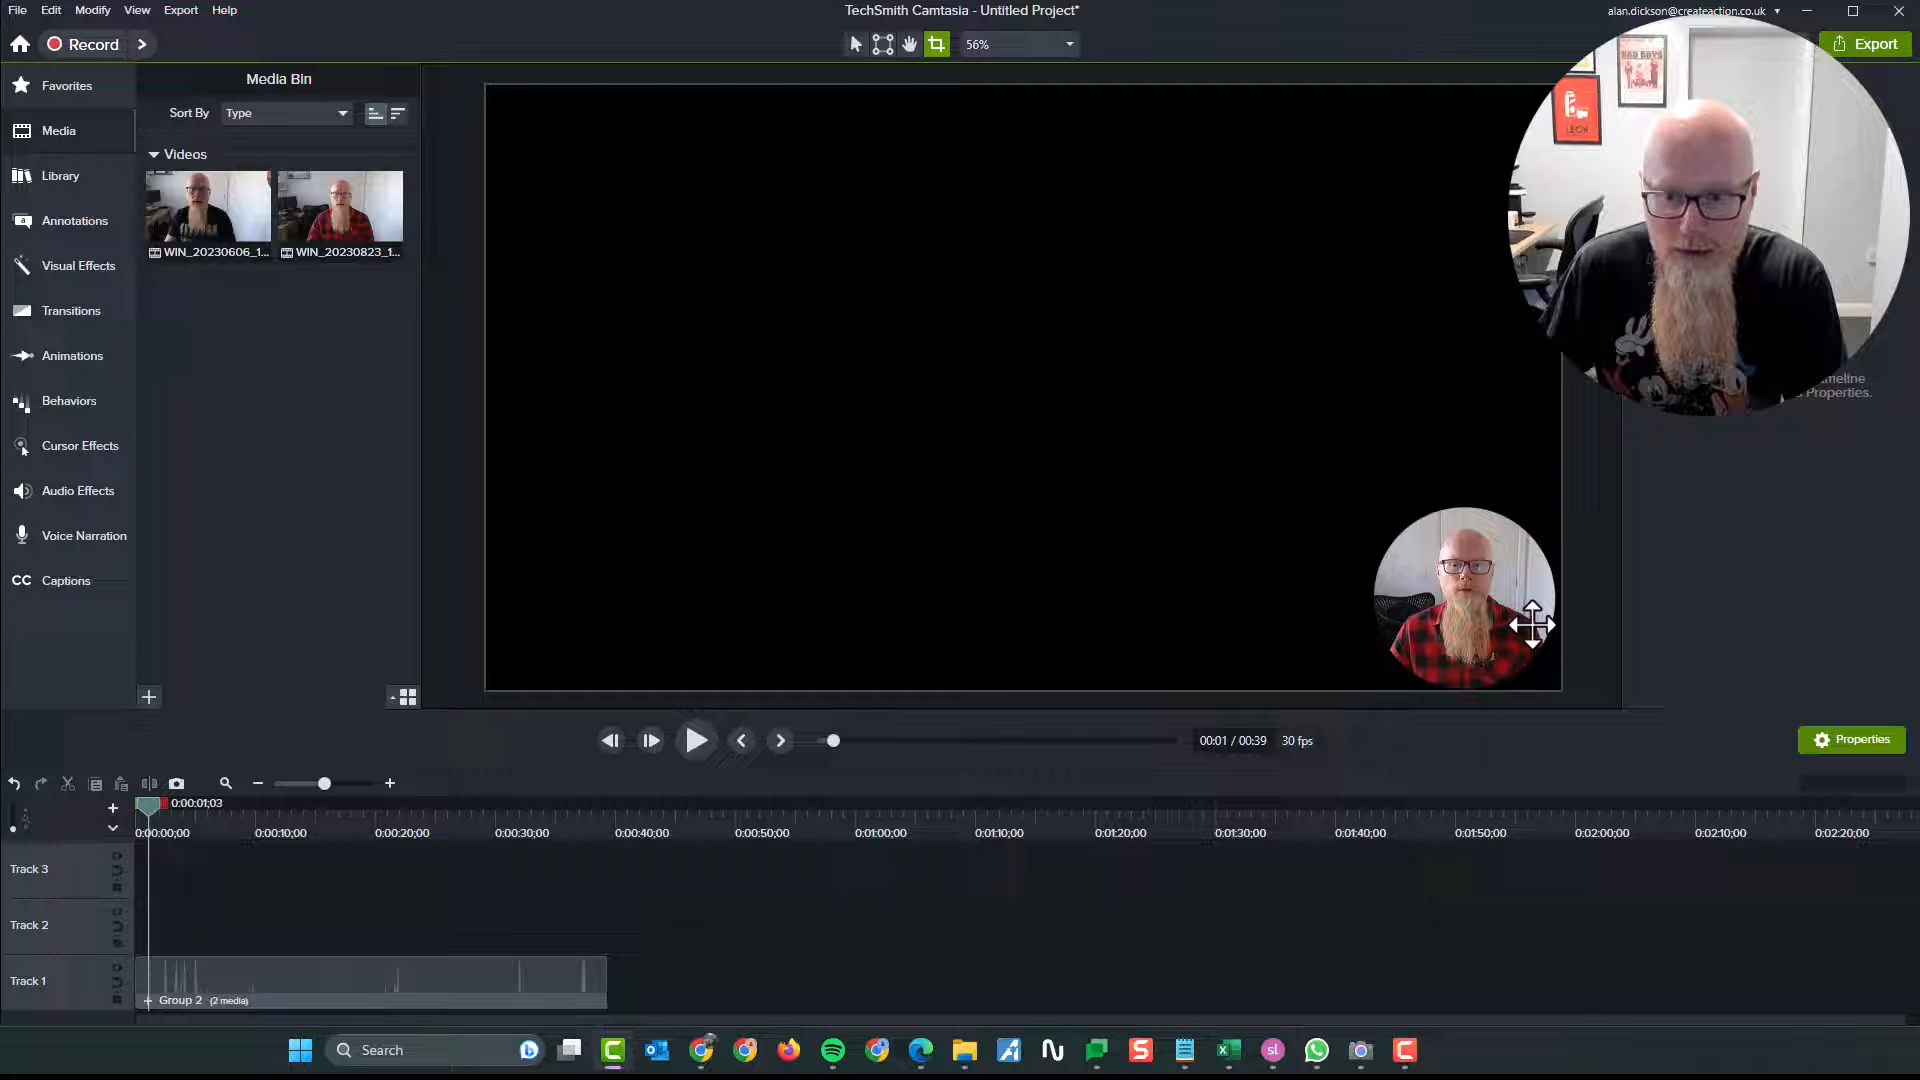 File Edit Modify View Export Help
TechSmith Camtasia - Untitled Project*
alan.dickson@createaction.co.uk
Record
56%
Export
Favorites
Media
Library
Annotations
Visual Effects
Transitions
Animations
Behaviors
Cursor Effects
Audio Effects
Voice Narration
CC Captions
Media Bin
Sort By Type
Videos
WIN_20230606_1... WIN_20230823_1...
BAD BOYS
LEON
meline
Properties.
00:01 / 00:39 30 fps
Properties
0:00:01;03
0:00:00;00 0:00:10;00 0:00:20;00 0:00:30;00 0:00:40;00 0:00:50;00 0:01:00;00 0:01:10;00 0:01:20;00 0:01:30;00 0:01:40;00 0:01:50;00 0:02:00;00 0:02:10;00 0:02:20;00
Track 3
Track 2
Track 1
+ Group 2 (2 media)
Search
sl